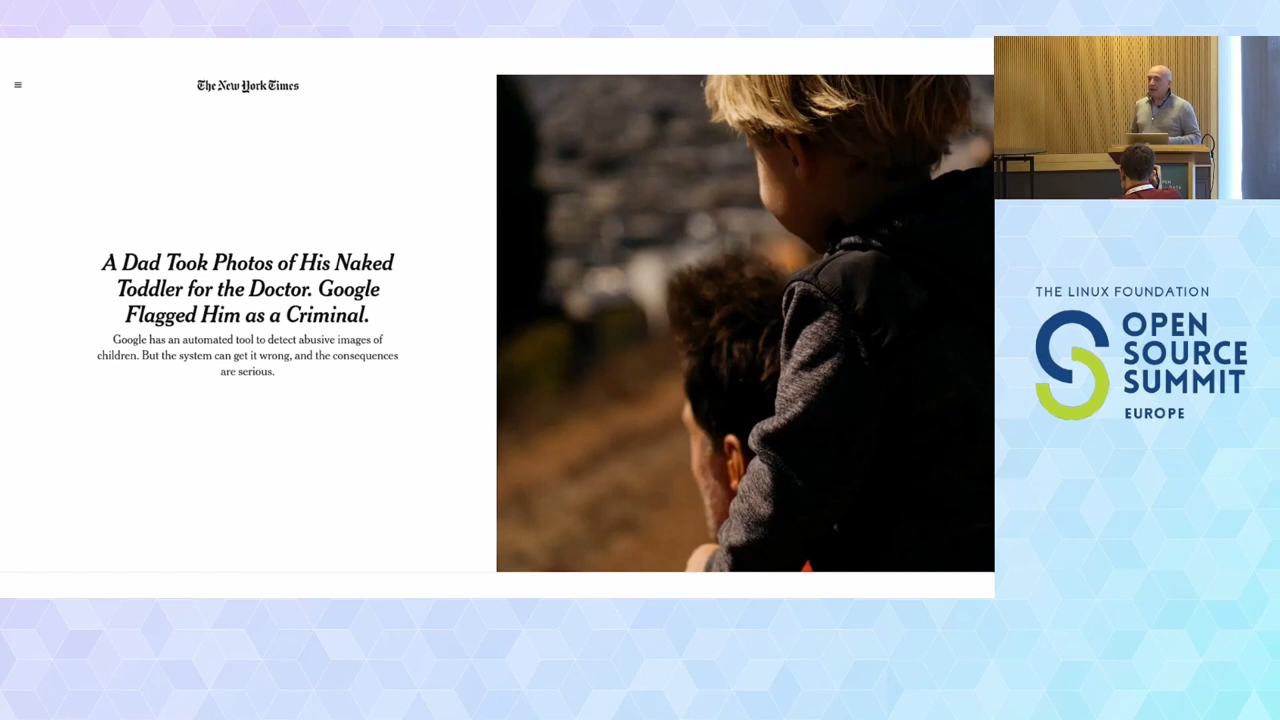 The New York Times
A Dad Took Photos of His Naked
Toddler for the Doctor. Google
Flagged Him as a Criminal.
Google has an automated tool to detect abusive images of
children. But the system can get it wrong, and the consequences
are serious.
THE LINUX FOUNDATION
OPEN
SOURCE
SUMMIT
EUROPE